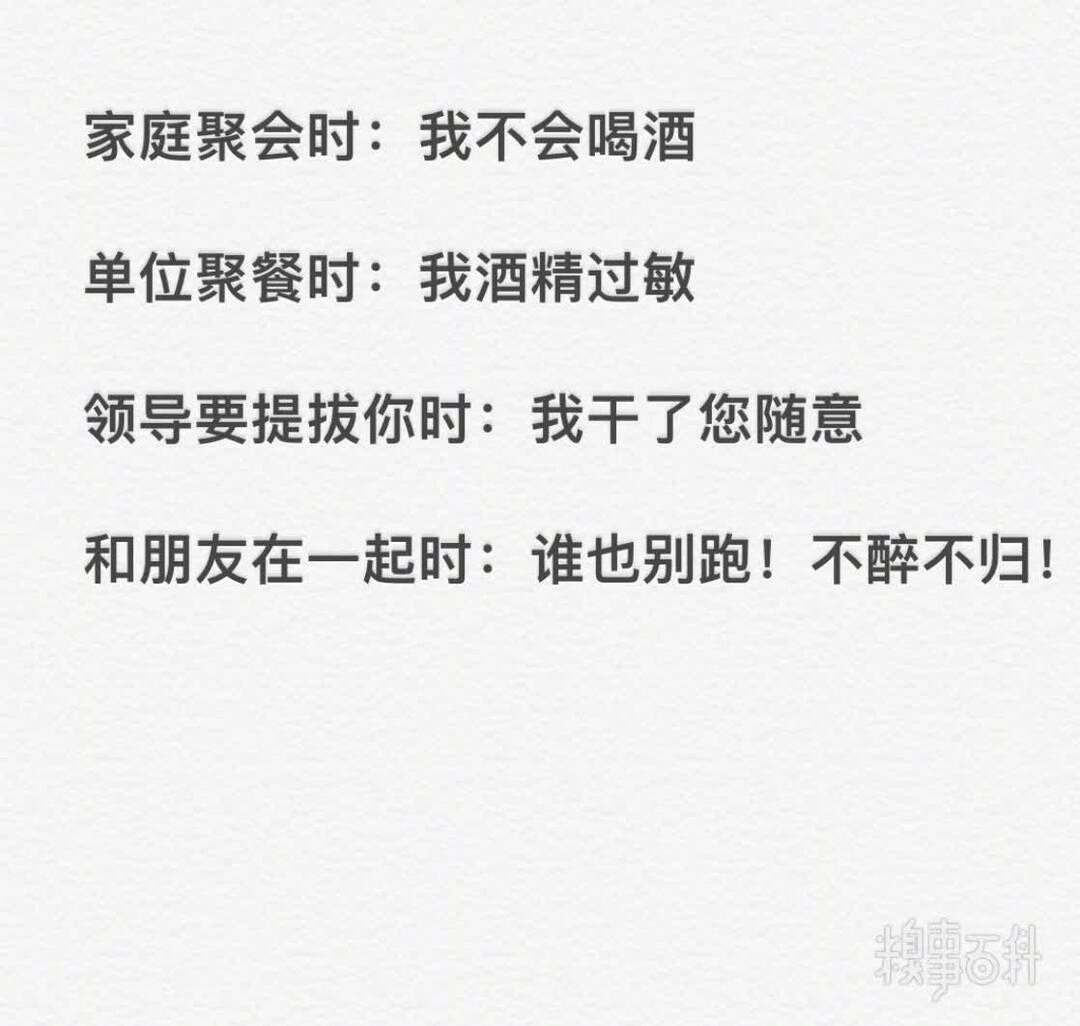 家庭聚会时：我不会喝酒
单位聚餐时：我酒精过敏
领导要提拔你时：我干了您随意
和朋友在一起时：谁也别跑！不醉不归！
糗事百科